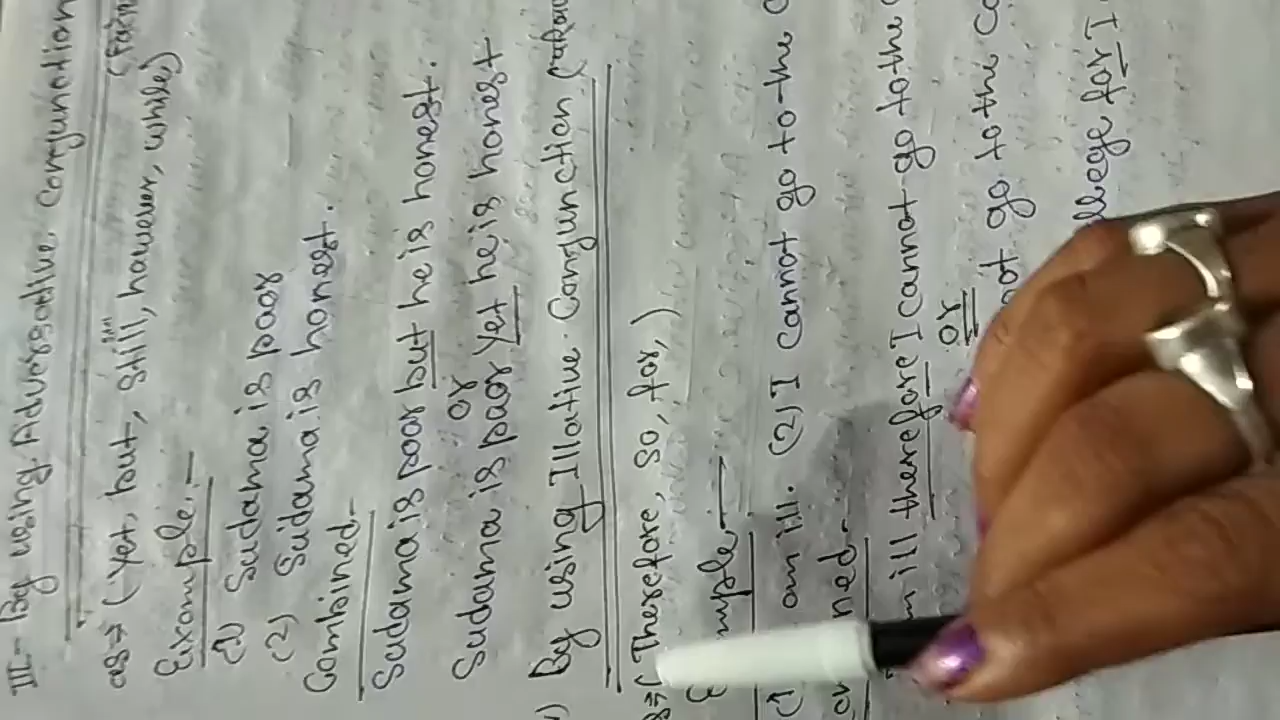 III- By using Adversative. Conjunction
as→ (Yet, but, still, however, while)
Example:-
(1) Sudama is poor
(2) Sudama is honest.
Combined-
Sudama is poor but he is honest.
or
Sudama is poor Yet he is honest
By using Illative. Conjunction
(Therefore, So, for,)
(2) I cannot go to the
am ill.
ill therefore I cannot go to the
or
not go to the
for I